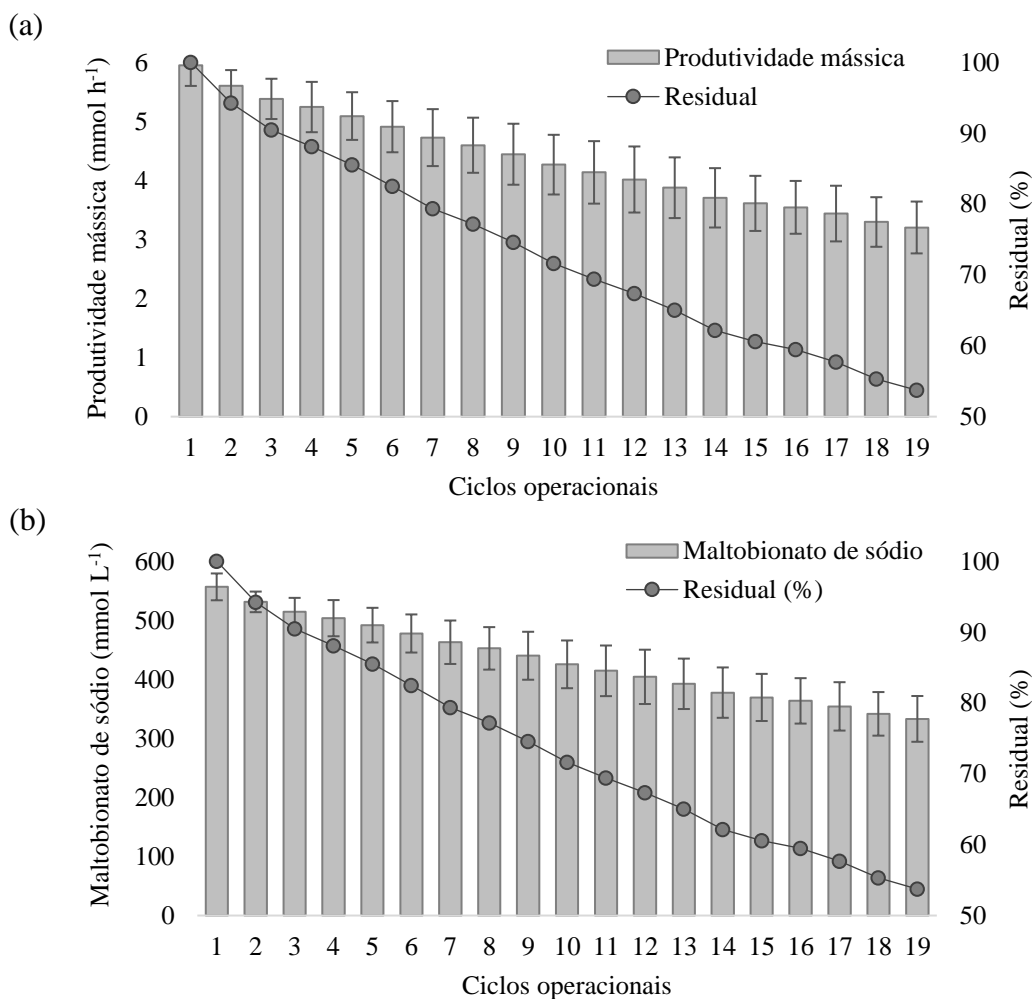 (a)
Produtividade mássica
Residual
Produtividade mássica (mmol h⁻¹)
6
5
4
3
2
1
0
100
90
80
70
60
50
Residual (%)
1 2 3 4 5 6 7 8 9 10 11 12 13 14 15 16 17 18 19
Ciclos operacionais
(b)
Maltobionato de sódio
Residual (%)
Maltobionato de sódio (mmol L⁻¹)
600
500
400
300
200
100
0
100
90
80
70
60
50
Residual (%)
1 2 3 4 5 6 7 8 9 10 11 12 13 14 15 16 17 18 19
Ciclos operacionais